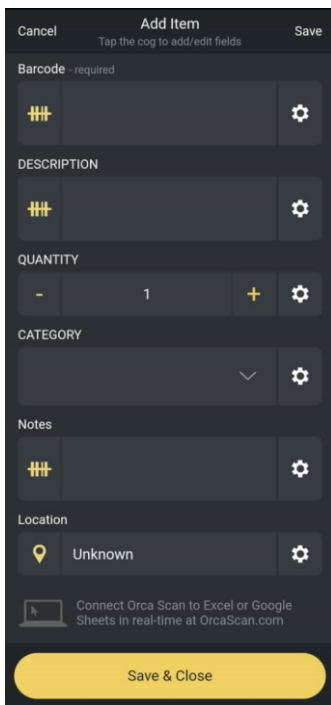 Cancel Add Item Save
Tap the cog to add/edit fields
Barcode - required
DESCRIPTION
QUANTITY
- 1 +
CATEGORY
Notes
Location
Unknown
Connect Orca Scan to Excel or Google
Sheets in real-time at OrcaScan.com
Save & Close